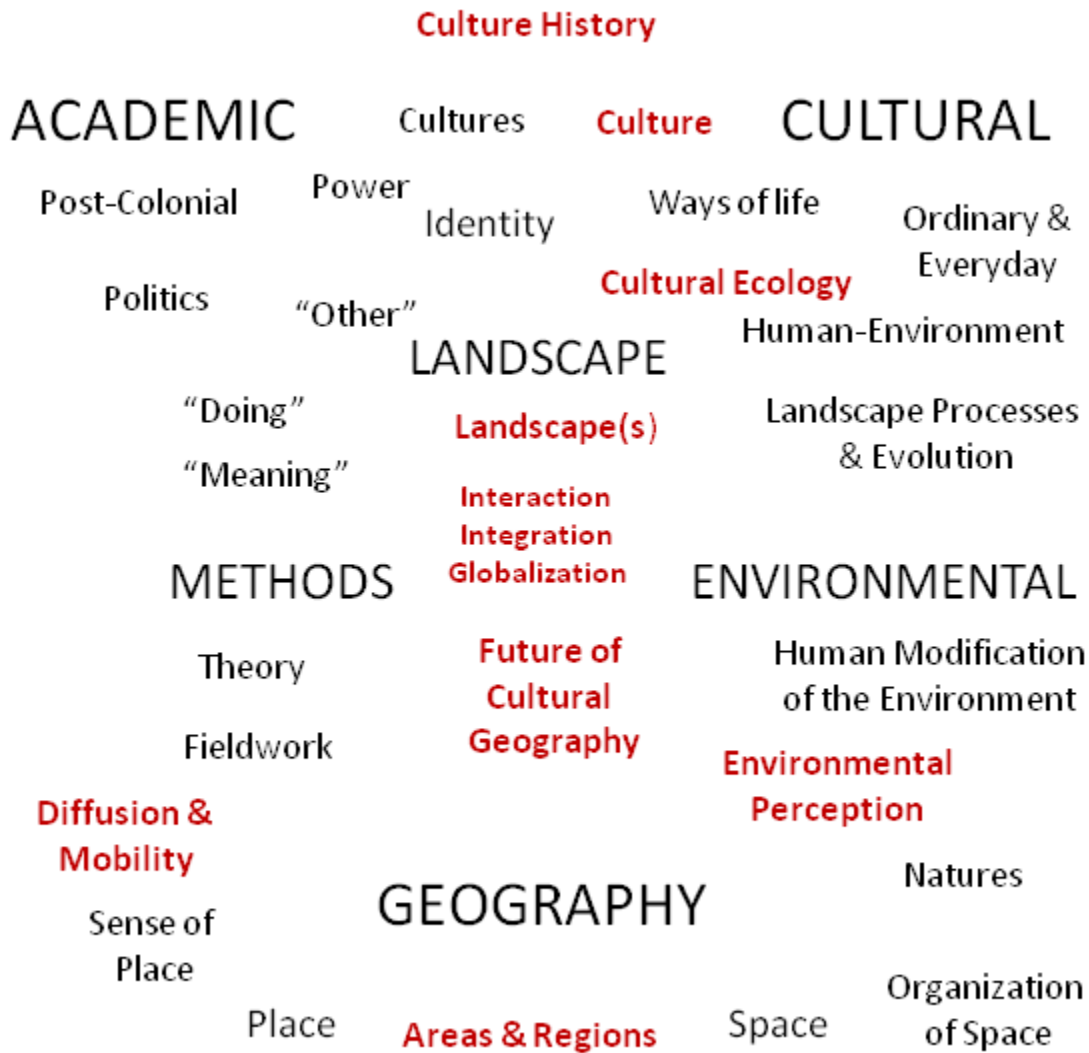 Culture History
ACADEMIC
Cultures
Culture
CULTURAL
Post-Colonial
Power
Identity
Ways of life
Ordinary &
Everyday
Politics
“Other”
Cultural Ecology
Human-Environment
LANDSCAPE
“Doing”
“Meaning”
Landscape(s)
Landscape Processes
& Evolution
Interaction
Integration
Globalization
METHODS
ENVIRONMENTAL
Theory
Fieldwork
Future of
Cultural
Geography
Human Modification
of the Environment
Environmental
Perception
Diffusion &
Mobility
Natures
GEOGRAPHY
Sense of
Place
Place
Areas & Regions
Space
Organization
of Space